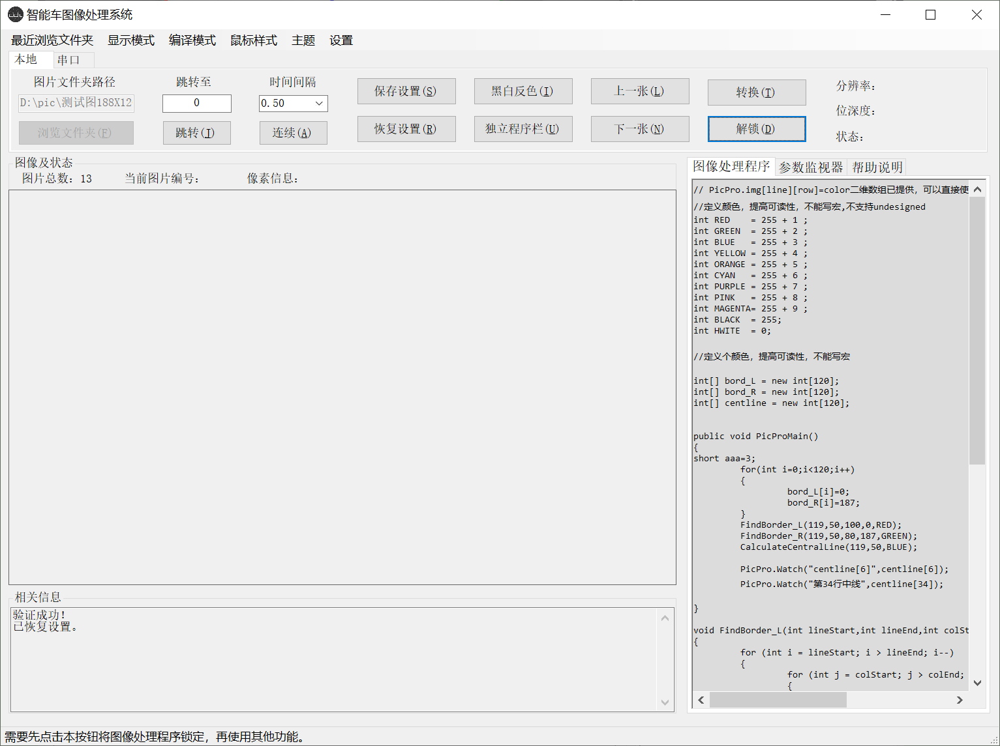 智能车图像处理系统
最近浏览文件夹 显示模式 编译模式 鼠标样式 主题 设置
本地 串口
图片文件夹路径 跳转至 时间间隔
D:\pic\测试图188X12 0 0.50
浏览文件夹(F) 跳转(J) 连续(A)
保存设置(S) 黑白反色(I) 上一张(L) 转换(T)
恢复设置(R) 独立程序栏(U) 下一张(N) 解锁(D)
分辨率:
位深度:
状态:
图像及状态
图片总数: 13 当前图片编号: 像素信息:
相关信息
验证成功!
已恢复设置。
图像处理程序 参数监视器 帮助说明
// PicPro.img[line][row]=color二维数组已提供, 可以直接使
//定义颜色, 提高可读性, 不能写宏,不支持undesigned
int RED    = 255 + 1 ;
int GREEN  = 255 + 2 ;
int BLUE   = 255 + 3 ;
int YELLOW = 255 + 4 ;
int ORANGE = 255 + 5 ;
int CYAN   = 255 + 6 ;
int PURPLE = 255 + 7 ;
int PINK   = 255 + 8 ;
int MAGENTA= 255 + 9 ;
int BLACK  = 255;
int HWITE  = 0;
//定义个颜色, 提高可读性, 不能写宏
int[] bord_L = new int[120];
int[] bord_R = new int[120];
int[] centline = new int[120];
public void PicProMain()
{
short aaa=3;
for(int i=0;i<120;i++)
{
bord_L[i]=0;
bord_R[i]=187;
}
FindBorder_L(119,50,100,0,RED);
FindBorder_R(119,50,80,187,GREEN);
CalculateCentralLine(119,50,BLUE);
PicPro.Watch("centline[6]",centline[6]);
PicPro.Watch("第34行中线",centline[34]);
}
void FindBorder_L(int lineStart,int lineEnd,int colSt
{
for (int i = lineStart; i > lineEnd; i--)
{
for (int j = colStart; j > colEnd;
{
需要先点击本按钮将图像处理程序锁定, 再使用其他功能。